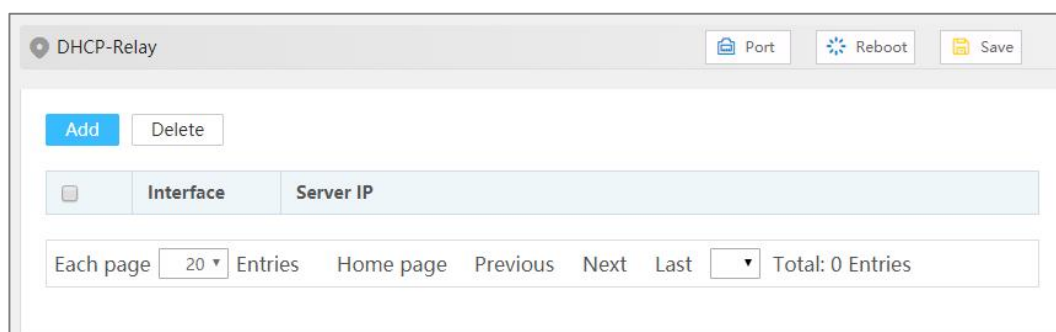 DHCP-Relay Port Reboot Save
Add Delete
Interface Server IP
Each page 20 Entries Home page Previous Next Last Total: 0 Entries